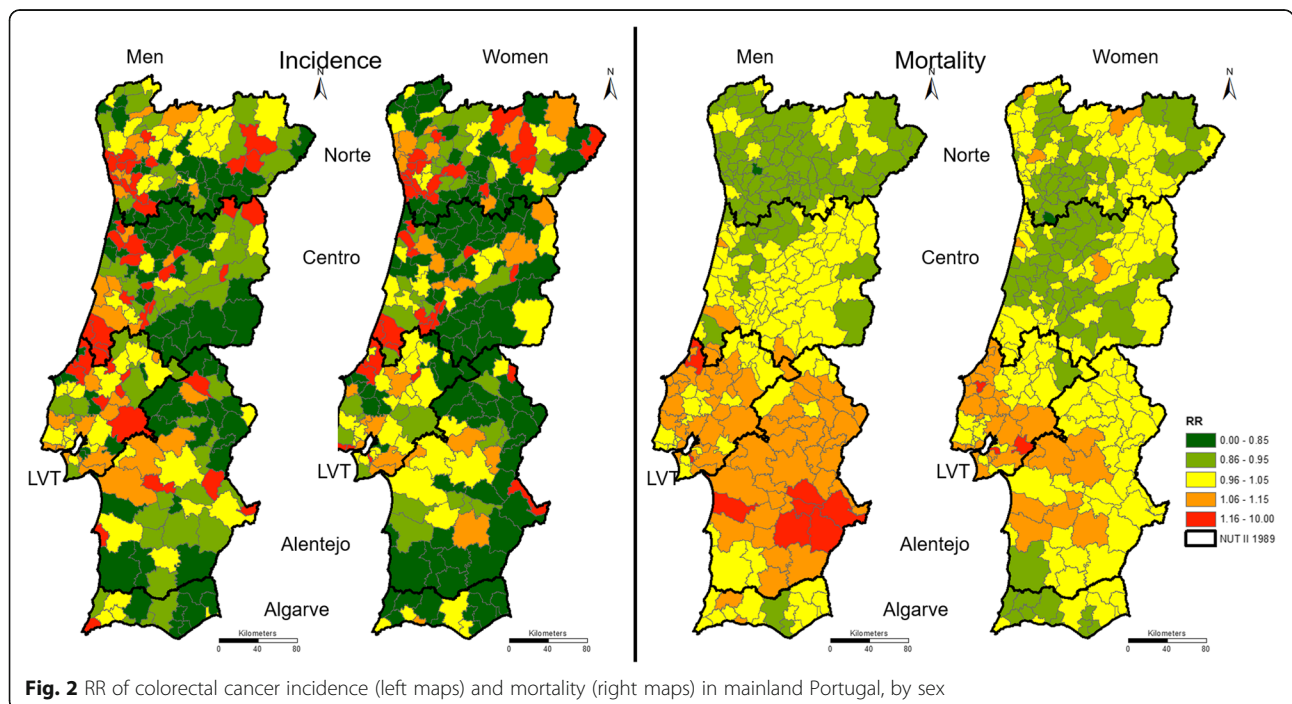 Men
Incidence
Women
N
N
Norte
Centro
LVT
Alentejo
Algarve
Kilometers
0 40 80
Kilometers
0 40 80
Men
Mortality
Women
N
N
Norte
Centro
LVT
Alentejo
Algarve
RR
0.00 - 0.85
0.86 - 0.95
0.96 - 1.05
1.06 - 1.15
1.16 - 10.00
NUT II 1989
Kilometers
0 40 80
Kilometers
0 40 80
Fig. 2 RR of colorectal cancer incidence (left maps) and mortality (right maps) in mainland Portugal, by sex